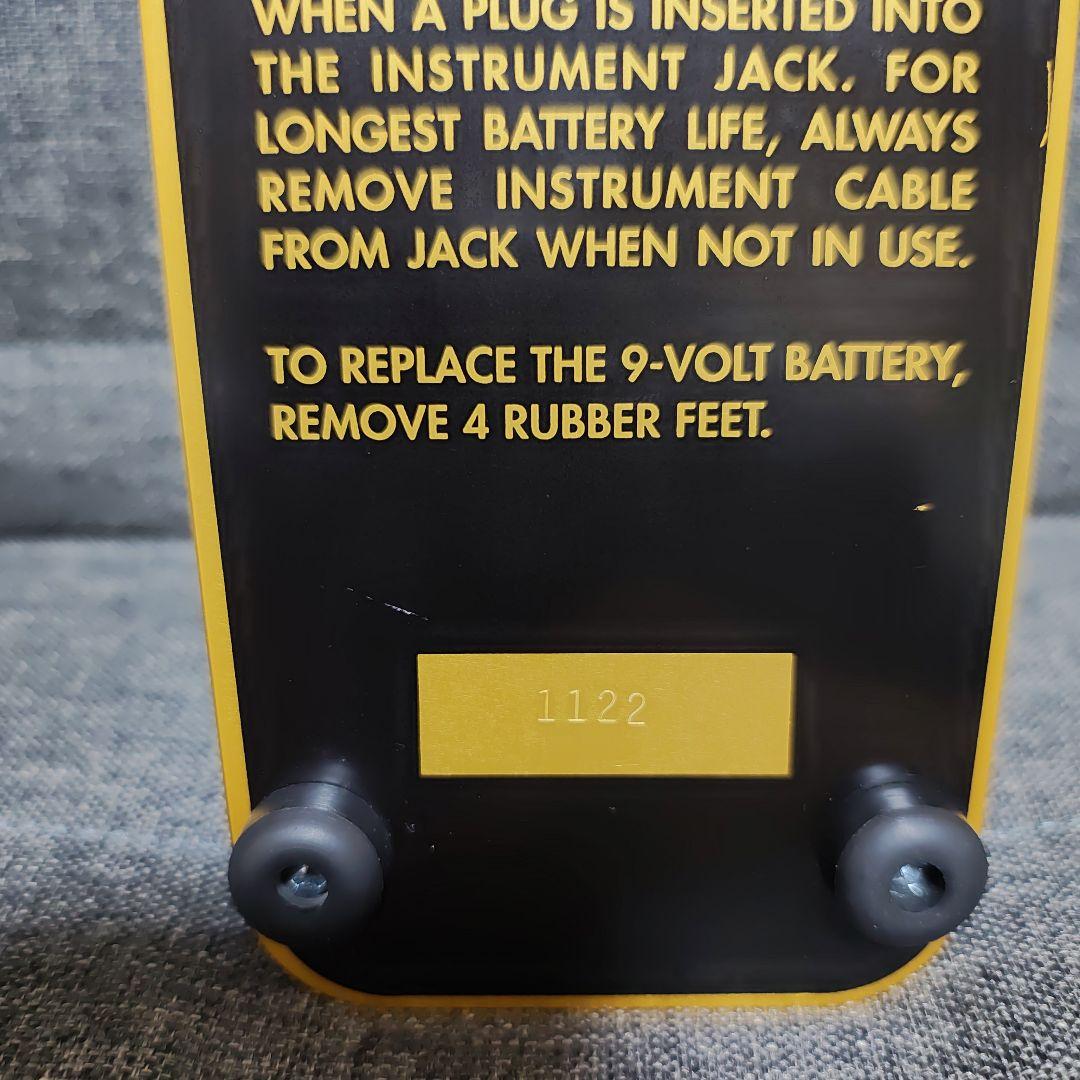 WHEN A PLUG IS INSERTED INTO
THE INSTRUMENT JACK. FOR
LONGEST BATTERY LIFE, ALWAYS
REMOVE INSTRUMENT CABLE
FROM JACK WHEN NOT IN USE.
TO REPLACE THE 9-VOLT BATTERY,
REMOVE 4 RUBBER FEET.
1122